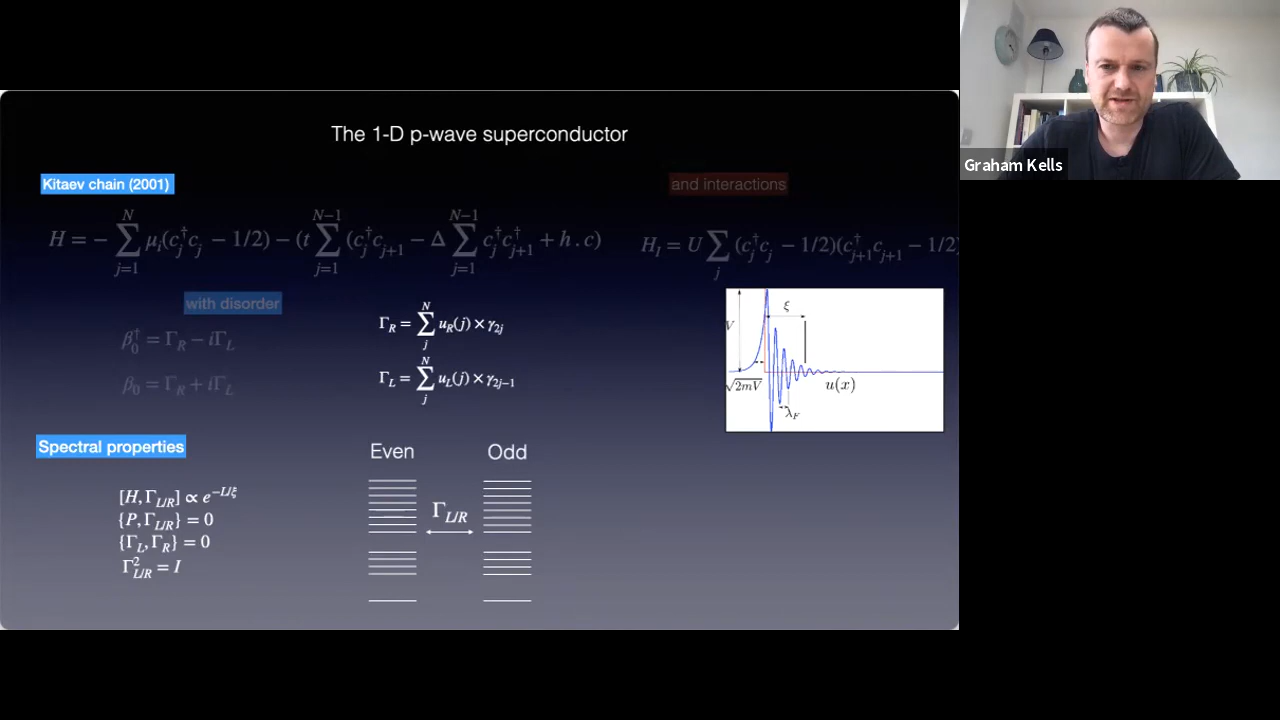 The 1-D p-wave superconductor
Kitaev chain (2001)
and interactions
H = − ∑_{j=1}^{N} μ_i(c_j^† c_j − 1/2) − (t ∑_{j=1}^{N−1} (c_j^† c_{j+1} − Δ ∑_{j=1}^{N−1} c_j^† c_{j+1}^† + h . c)
H_I = U ∑_j (c_j^† c_j − 1/2)(c_{j+1}^† c_{j+1} − 1/2)
with disorder
β_0^† = Γ_R − iΓ_L
β_0 = Γ_R + iΓ_L
Γ_R = ∑_j^N u_R(j) × γ_{2j}
Γ_L = ∑_j^N u_L(j) × γ_{2j−1}
V
ξ
√2mV
u(x)
λ_F
Spectral properties
[H, Γ_{L/R}] ∝ e^{−L/ξ}
{P, Γ_{L/R}} = 0
{Γ_L, Γ_R} = 0
Γ_{L/R}^2 = I
Even
Odd
Γ_{L/R}
Graham Kells